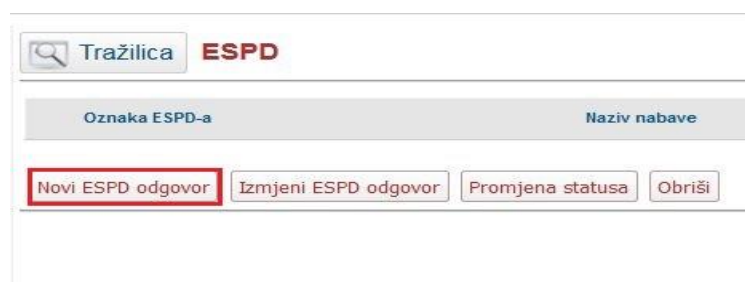 Tražilica ESPD
Oznaka ESPD-a Naziv nabave
Novi ESPD odgovor Izmjeni ESPD odgovor Promjena statusa Obriši